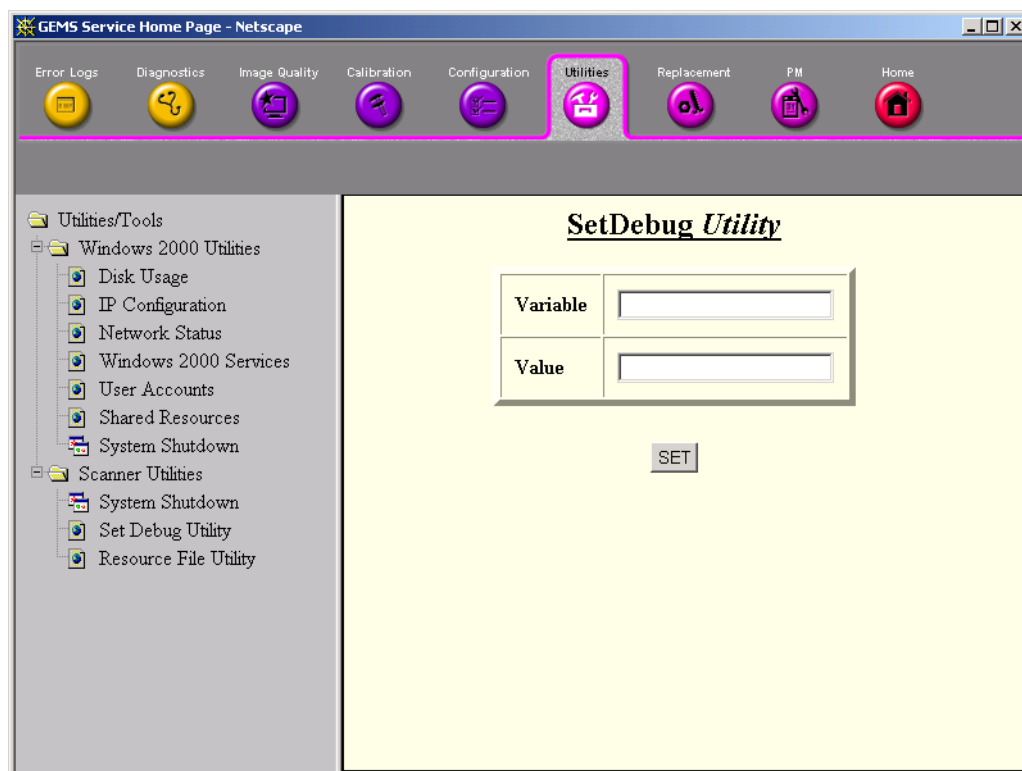 GEMS Service Home Page - Netscape
Error Logs
Diagnostics
Image Quality
Calibration
Configuration
Utilities
Replacement
PM
Home
Utilities/Tools
Windows 2000 Utilities
Disk Usage
IP Configuration
Network Status
Windows 2000 Services
User Accounts
Shared Resources
System Shutdown
Scanner Utilities
System Shutdown
Set Debug Utility
Resource File Utility
SetDebug Utility
Variable
Value
SET